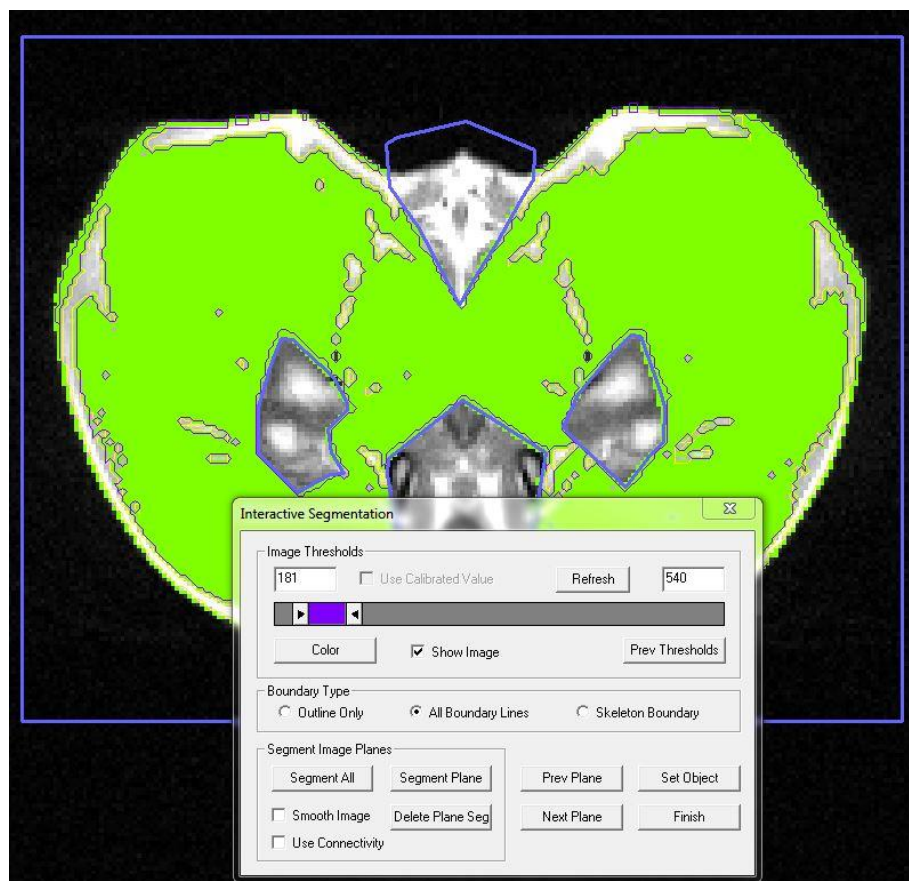 Interactive Segmentation
Image Thresholds
181
Use Calibrated Value
Refresh
540
Color
Show Image
Prev Thresholds
Boundary Type
Outline Only
All Boundary Lines
Skeleton Boundary
Segment Image Planes
Segment All
Segment Plane
Prev Plane
Set Object
Smooth Image
Delete Plane Seg
Next Plane
Finish
Use Connectivity